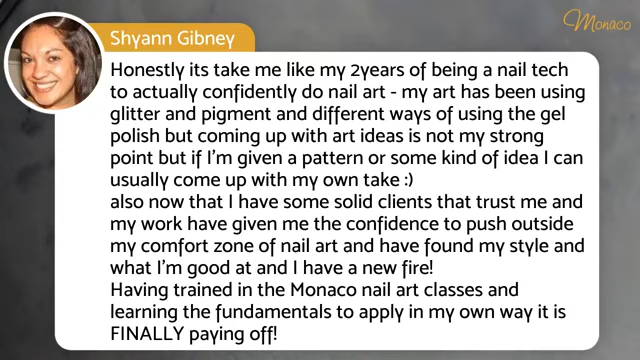 Monaco
Shyann Gibney
Honestly its take me like my 2years of being a nail tech
to actually confidently do nail art - my art has been using
glitter and pigment and different ways of using the gel
polish but coming up with art ideas is not my strong
point but if I'm given a pattern or some kind of idea I can
usually come up with my own take :)
also now that I have some solid clients that trust me and
my work have given me the confidence to push outside
my comfort zone of nail art and have found my style and
what I'm good at and I have a new fire!
Having trained in the Monaco nail art classes and
learning the fundamentals to apply in my own way it is
FINALLY paying off!